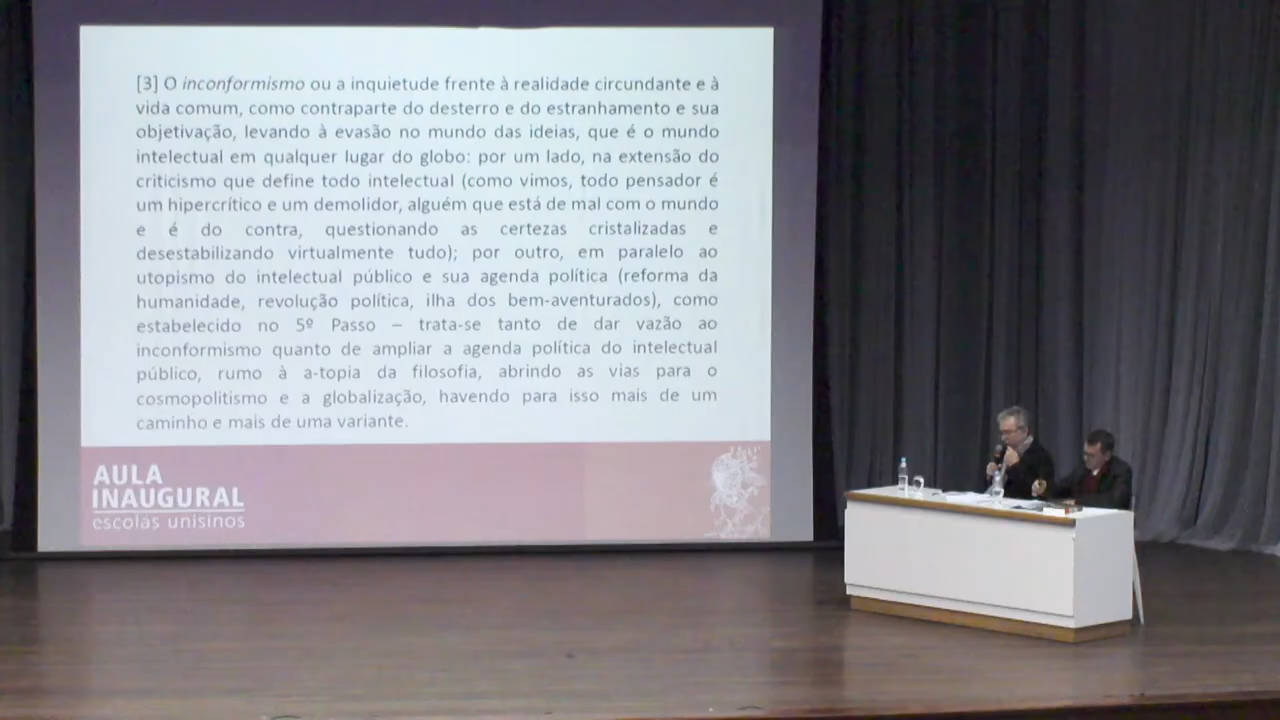 [3] O inconformismo ou a inquietude frente à realidade circundante e à
vida comum, como contraparte do desterro e do estranhamento e sua
objetivação, levando à evasão no mundo das ideias, que é o mundo
intelectual em qualquer lugar do globo: por um lado, na extensão do
criticismo que define todo intelectual (como vimos, todo pensador é
um hipercrítico e um demolidor, alguém que está de mal com o mundo
e é do contra, questionando as certezas cristalizadas e
desestabilizando virtualmente tudo); por outro, em paralelo ao
utopismo do intelectual público e sua agenda política (reforma da
humanidade, revolução política, ilha dos bem-aventurados), como
estabelecido no 5º Passo – trata-se tanto de dar vazão ao
inconformismo quanto de ampliar a agenda política do intelectual
público, rumo à a-topia da filosofia, abrindo as vias para o
cosmopolitismo e a globalização, havendo para isso mais de um
caminho e mais de uma variante.
AULA
INAUGURAL
escolas unisinos